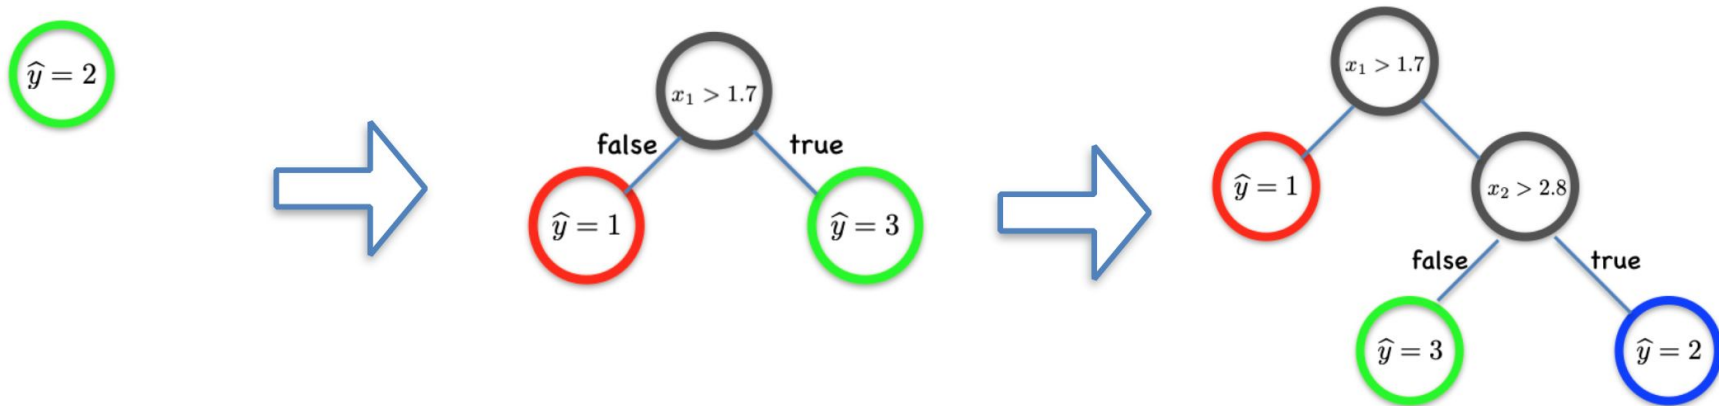 ŷ = 2
x₁ > 1.7
false
true
ŷ = 1
ŷ = 3
x₁ > 1.7
ŷ = 1
x₂ > 2.8
false
true
ŷ = 3
ŷ = 2